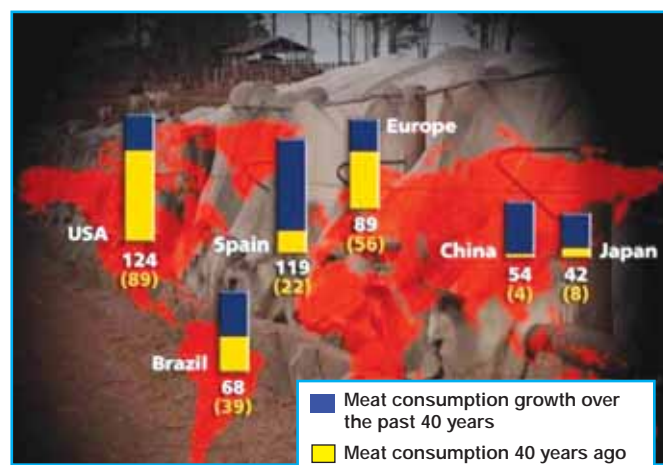 Europe
89
(56)
USA
124
(89)
Spain
119
(22)
China
54
(4)
Japan
42
(8)
Brazil
68
(39)
Meat consumption growth over
the past 40 years
Meat consumption 40 years ago